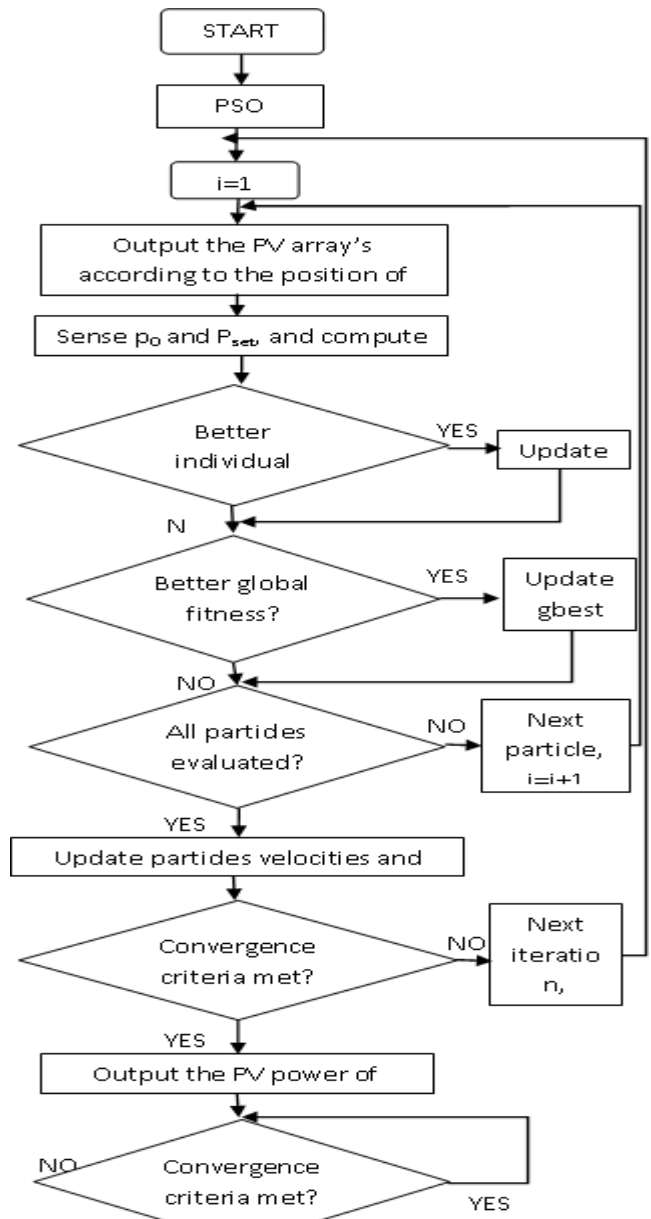 START
PSO
i=1
Output the PV array's
according to the position of
Sense p₀ and Pset, and compute
Better
individual
YES
Update
N
Better global
fitness?
YES
Update
gbest
NO
All particles
evaluated?
NO
Next
particle,
i=i+1
YES
Update particles velocities and
Convergence
criteria met?
NO
Next
iteratio
n,
YES
Output the PV power of
NO
Convergence
criteria met?
YES